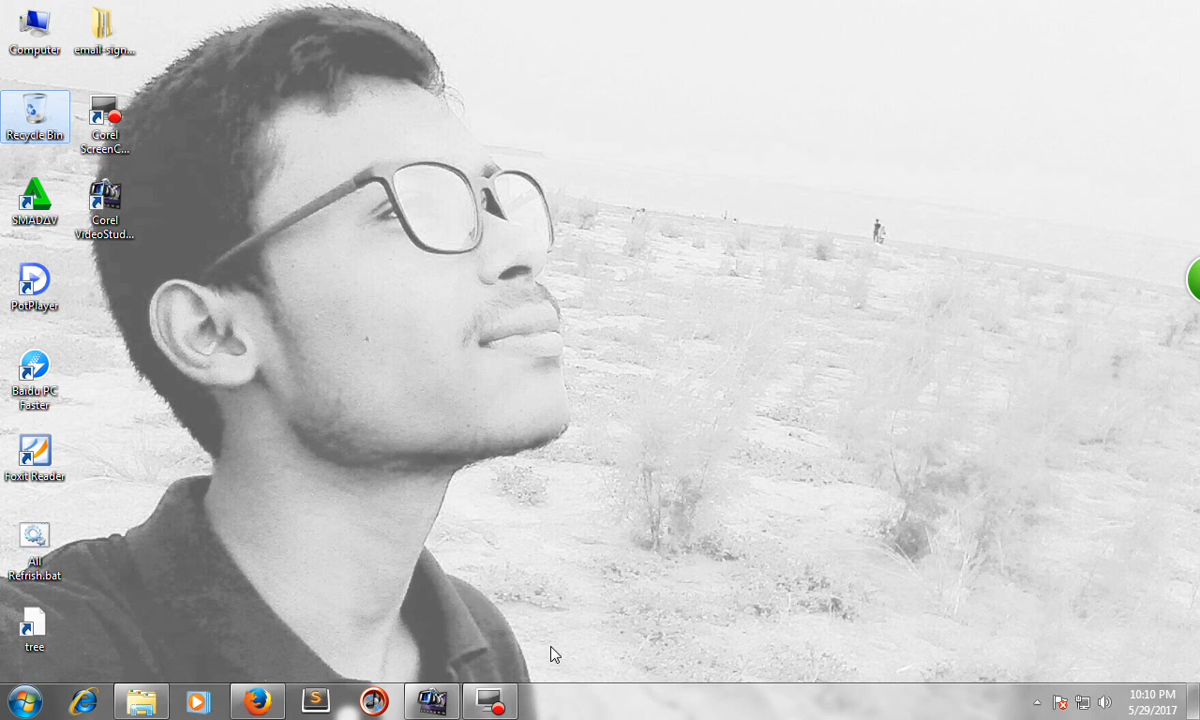 Computer
email-sign...
Recycle Bin
Corel
ScreenC...
SMADΔV
Corel
VideoStud...
PotPlayer
Baidu PC
Faster
Foxit Reader
All
Refrish.bat
tree
S
10:10 PM
5/29/2017